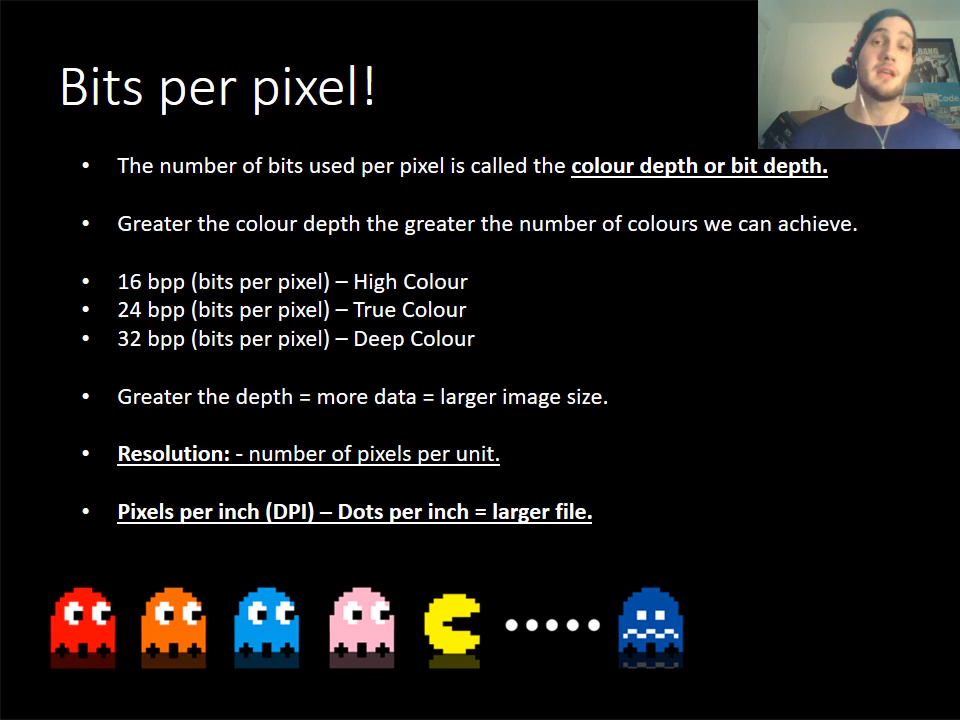 Bits per pixel!
• The number of bits used per pixel is called the colour depth or bit depth.
• Greater the colour depth the greater the number of colours we can achieve.
• 16 bpp (bits per pixel) – High Colour
• 24 bpp (bits per pixel) – True Colour
• 32 bpp (bits per pixel) – Deep Colour
• Greater the depth = more data = larger image size.
• Resolution: - number of pixels per unit.
• Pixels per inch (DPI) – Dots per inch = larger file.
BANG
Code